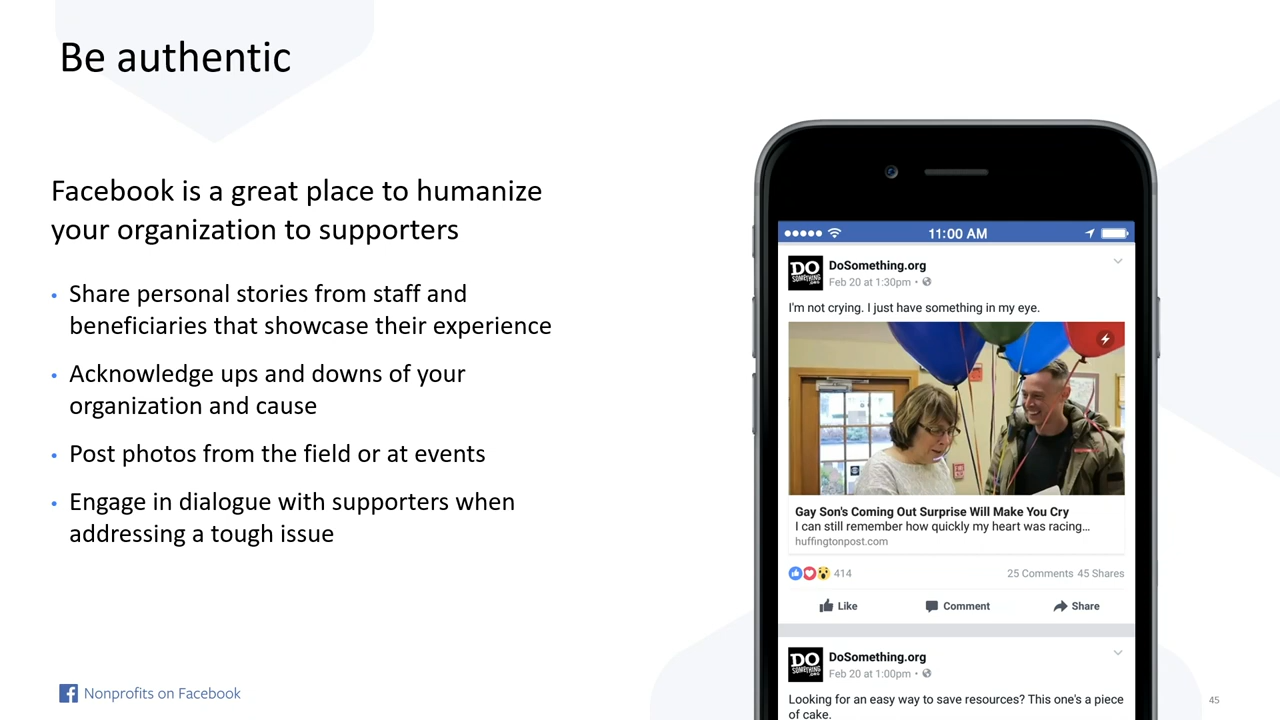 Be authentic
Facebook is a great place to humanize
your organization to supporters
• Share personal stories from staff and
beneficiaries that showcase their experience
• Acknowledge ups and downs of your
organization and cause
• Post photos from the field or at events
• Engage in dialogue with supporters when
addressing a tough issue
Nonprofits on Facebook
11:00 AM
DO
SOMETHING
.ORG
DoSomething.org
Feb 20 at 1:30pm •
I'm not crying. I just have something in my eye.
Gay Son's Coming Out Surprise Will Make You Cry
I can still remember how quickly my heart was racing...
huffingtonpost.com
414
25 Comments 45 Shares
Like
Comment
Share
DO
SOMETHING
.ORG
DoSomething.org
Feb 20 at 1:00pm •
Looking for an easy way to save resources? This one's a piece
of cake.
45